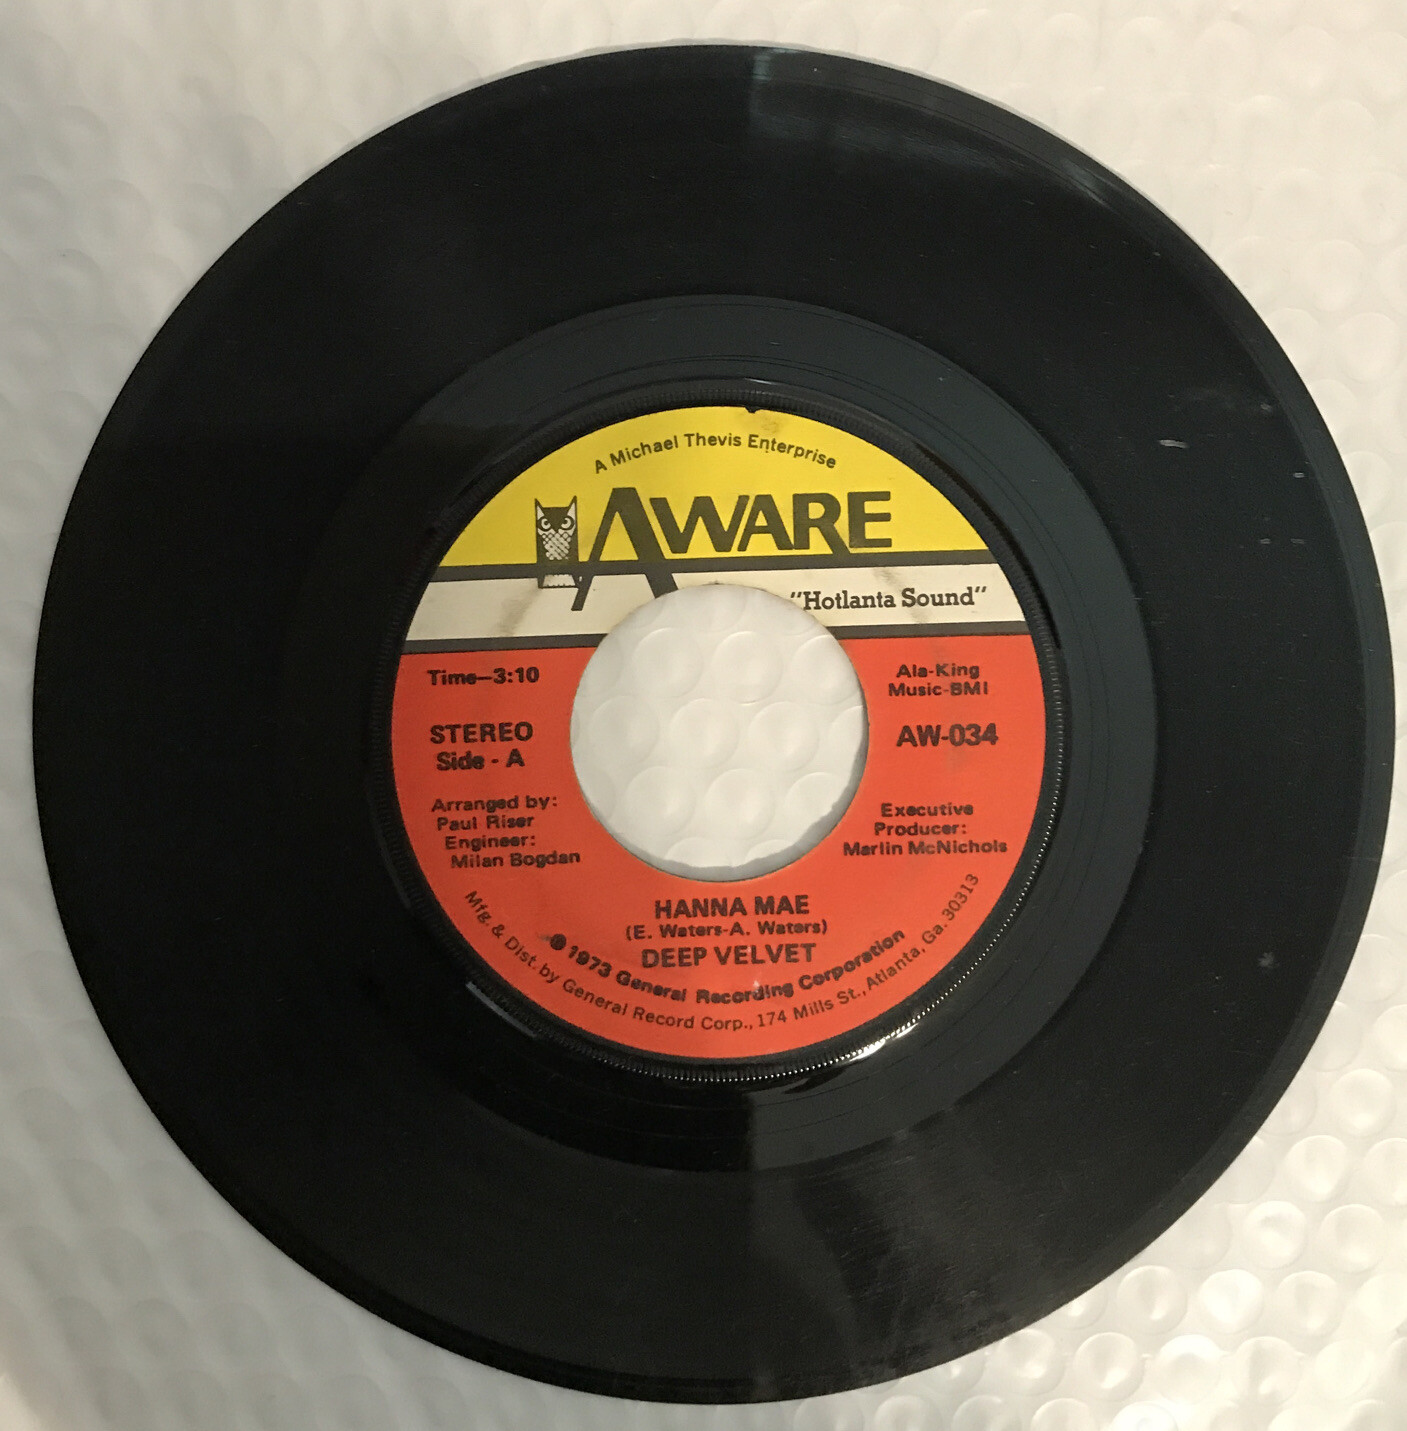 A Michael Thevis Enterprise
AWARE
"Hotlanta Sound"
Time—3:10
STEREO
Side - A
Arranged by:
Paul Riser
Engineer:
Milan Bogdan
Ala-King
Music-BMI
AW-034
Executive
Producer:
Marlin McNichols
HANNA MAE
(E. Waters-A. Waters)
DEEP VELVET
℗ 1973 General Recording Corporation
Mfg. & Dist. by General Record Corp., 174 Mills St., Atlanta, Ga. 30313